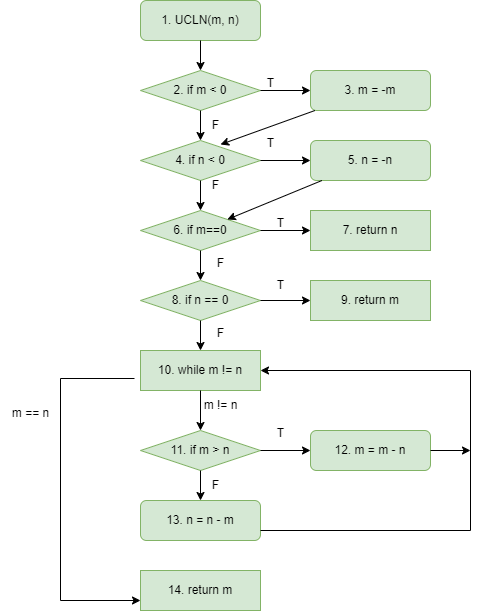 1. UCLN(m, n)
2. if m < 0
T
3. m = -m
F
4. if n < 0
T
5. n = -n
F
6. if m==0
T
7. return n
F
8. if n == 0
T
9. return m
F
10. while m != n
m == n
m != n
11. if m > n
T
12. m = m - n
F
13. n = n - m
14. return m